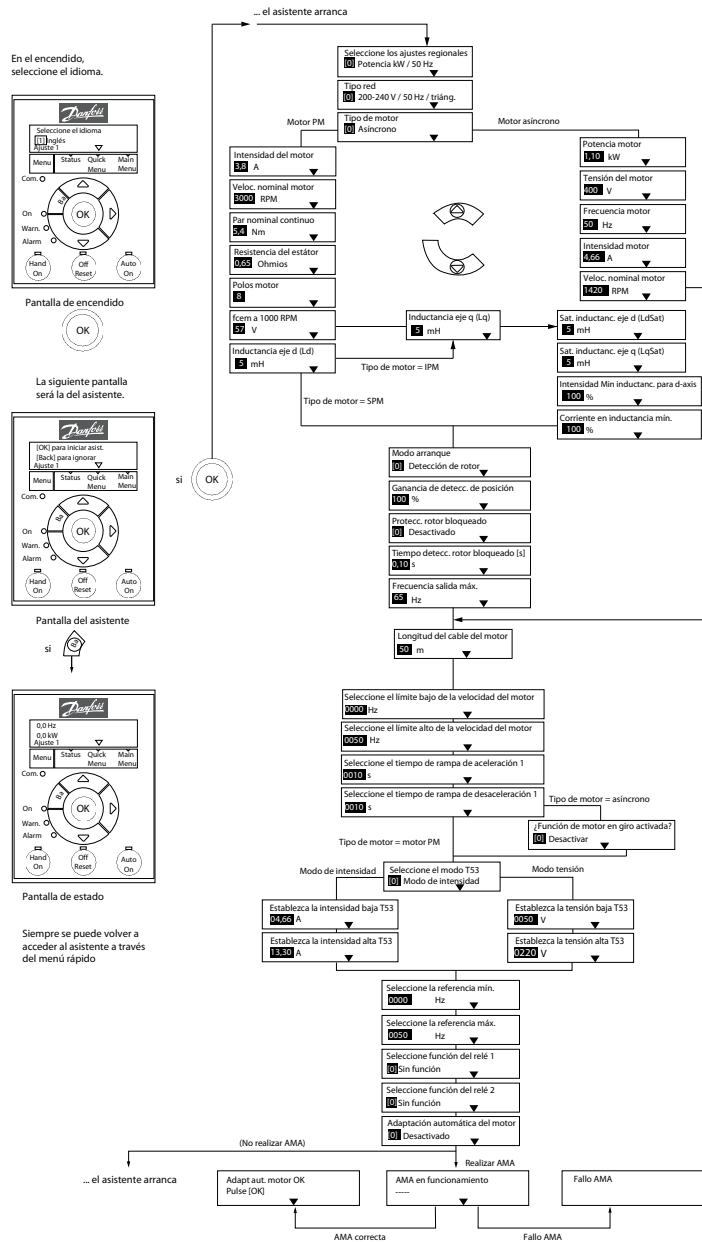 ... el asistente arranca
En el encendido,
seleccione el idioma.
Danfoss
Seleccione el idioma
[1] Inglés
Ajuste 1
Menu
Status
Quick
Menu
Main
Menu
Com.
Ba
OK
On
Warn.
Alarm
Hand
On
Off
Reset
Auto
On
Pantalla de encendido
OK
La siguiente pantalla
será la del asistente.
Danfoss
[OK] para iniciar asist.
[Back] para ignorar
Ajuste 1
Menu
Status
Quick
Menu
Main
Menu
Com.
Ba
OK
On
Warn.
Alarm
Hand
On
Off
Reset
Auto
On
Pantalla del asistente
si
Ba
si
OK
Danfoss
0,0 Hz
0,0 kW
Ajuste 1
Menu
Status
Quick
Menu
Main
Menu
Com.
Ba
OK
On
Warn.
Alarm
Hand
On
Off
Reset
Auto
On
Pantalla de estado
Siempre se puede volver a
acceder al asistente a través
del menú rápido
Seleccione los ajustes regionales
[0] Potencia kW / 50 Hz
Tipo red
[0] 200-240 V / 50 Hz / triáng.
Tipo de motor
[0] Asíncrono
Motor PM
Motor asíncrono
Intensidad del motor
3,8 A
Veloc. nominal motor
3000 RPM
Par nominal continuo
5,4 Nm
Resistencia del estátor
0,65 Ohmios
Polos motor
8
fcem a 1000 RPM
57 V
Inductancia eje d (Ld)
5 mH
Potencia motor
1,10 kW
Tensión del motor
400 V
Frecuencia motor
50 Hz
Intensidad motor
4,66 A
Veloc. nominal motor
1420 RPM
Inductancia eje q (Lq)
5 mH
Tipo de motor = IPM
Tipo de motor = SPM
Sat. inductanc. eje d (LdSat)
5 mH
Sat. inductanc. eje q (LqSat)
5 mH
Intensidad Min inductanc. para d-axis
100 %
Corriente en inductancia mín.
100 %
Modo arranque
[0] Detección de rotor
Ganancia de detecc. de posición
100 %
Protecc. rotor bloqueado
[0] Desactivado
Tiempo detecc. rotor bloqueado [s]
0,10 s
Frecuencia salida máx.
65 Hz
Longitud del cable del motor
50 m
Seleccione el límite bajo de la velocidad del motor
0000 Hz
Seleccione el límite alto de la velocidad del motor
0050 Hz
Seleccione el tiempo de rampa de aceleración 1
0010 s
Seleccione el tiempo de rampa de desaceleración 1
0010 s
Tipo de motor = asíncrono
¿Función de motor en giro activada?
[0] Desactivar
Tipo de motor = motor PM
Modo de intensidad
Seleccione el modo T53
[0] Modo de intensidad
Modo tensión
Establezca la intensidad baja T53
04,66 A
Establezca la intensidad alta T53
13,30 A
Establezca la tensión baja T53
0050 V
Establezca la tensión alta T53
0220 V
Seleccione la referencia mín.
0000 Hz
Seleccione la referencia máx.
0050 Hz
Seleccione función del relé 1
[0] Sin función
Seleccione función del relé 2
[0] Sin función
Adaptación automática del motor
[0] Desactivado
(No realizar AMA)
Realizar AMA
... el asistente arranca
Adapt aut. motor OK
Pulse [OK]
AMA en funcionamiento
-----
Fallo AMA
AMA correcta
Fallo AMA